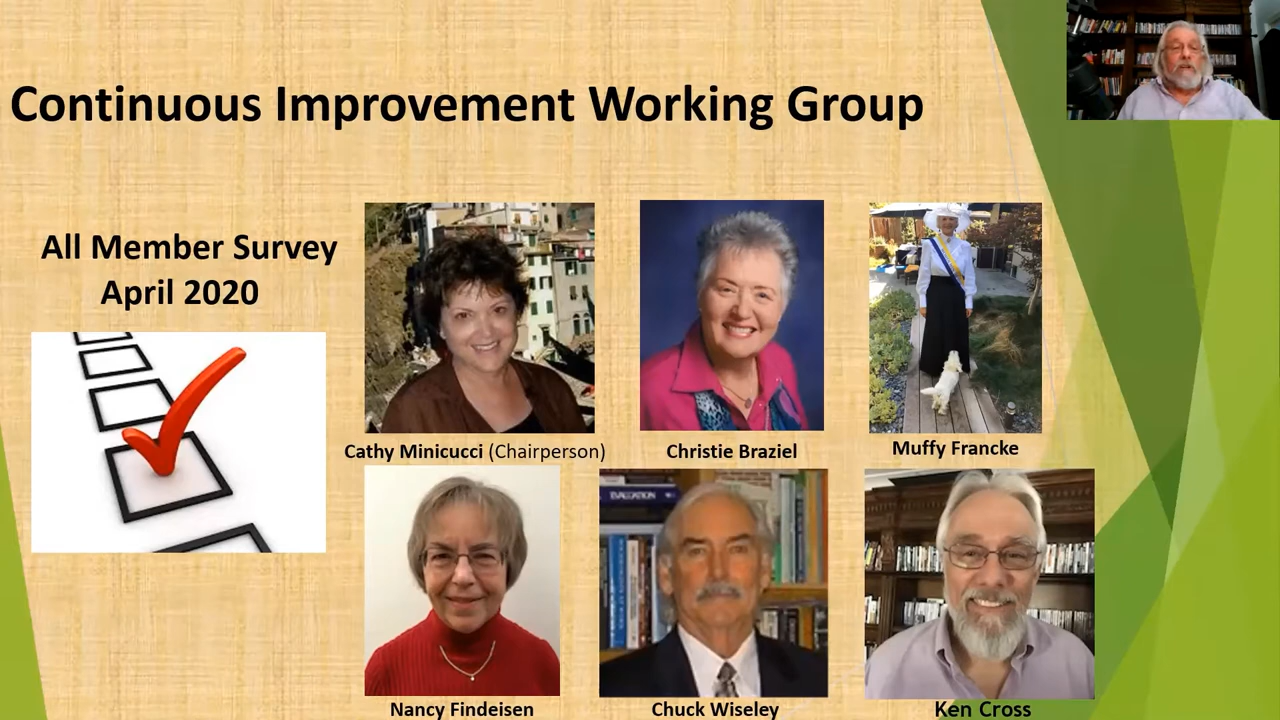 Continuous Improvement Working Group
All Member Survey
April 2020
Cathy Minicucci (Chairperson)
Christie Braziel
Muffy Francke
EVALUATION
Nancy Findeisen
Chuck Wiseley
Ken Cross